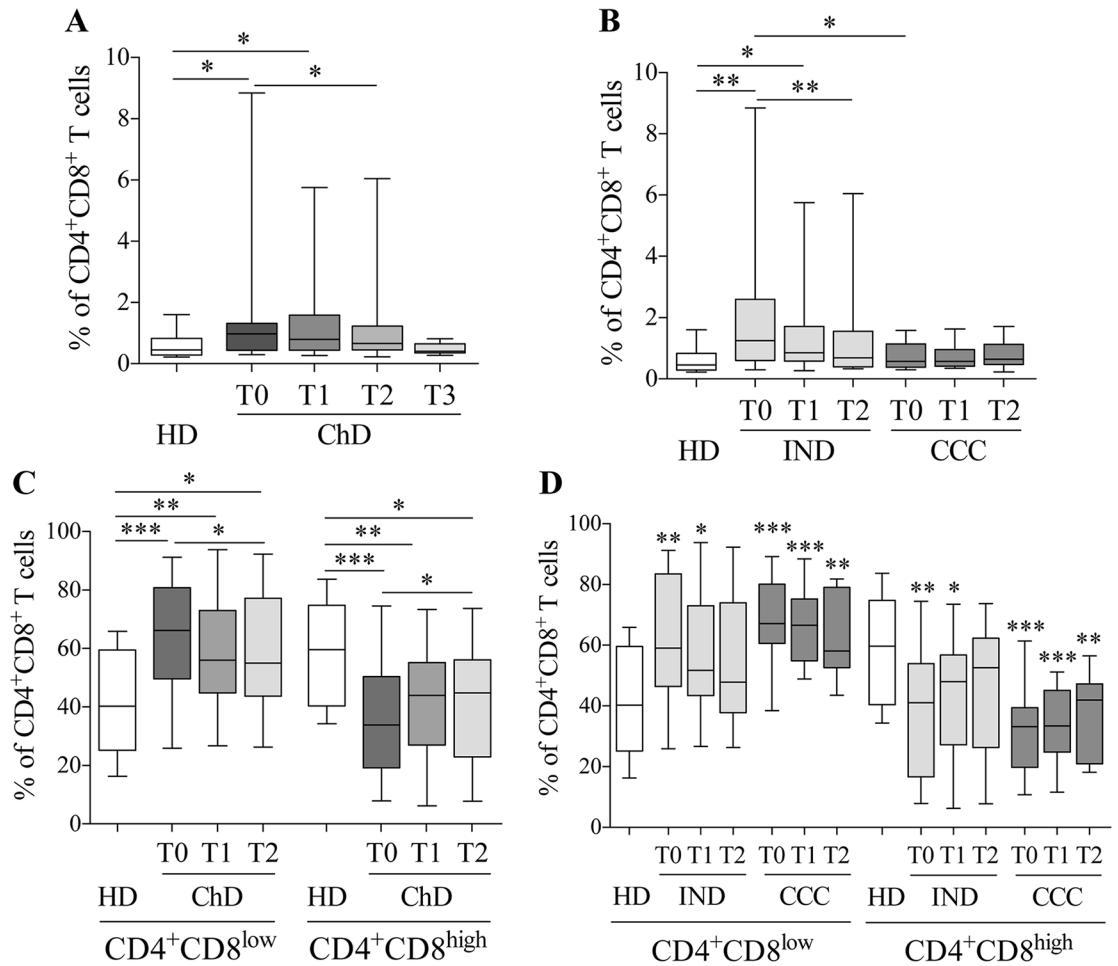 A
% of CD4+CD8+ T cells
10
8
6
4
2
0
* * *
T0 T1 T2 T3
HD ChD
B
% of CD4+CD8+ T cells
10
8
6
4
2
0
*
*
** **
T0 T1 T2 T0 T1 T2
HD IND CCC
C
% of CD4+CD8+ T cells
100
80
60
40
20
0
*
**
*** *
*
**
***
*
T0 T1 T2 T0 T1 T2
HD ChD HD ChD
CD4+CD8low CD4+CD8high
D
% of CD4+CD8+ T cells
100
80
60
40
20
0
** * *** *** ** ** * *** *** **
T0 T1 T2 T0 T1 T2 T0 T1 T2 T0 T1 T2
HD IND CCC HD IND CCC
CD4+CD8low CD4+CD8high